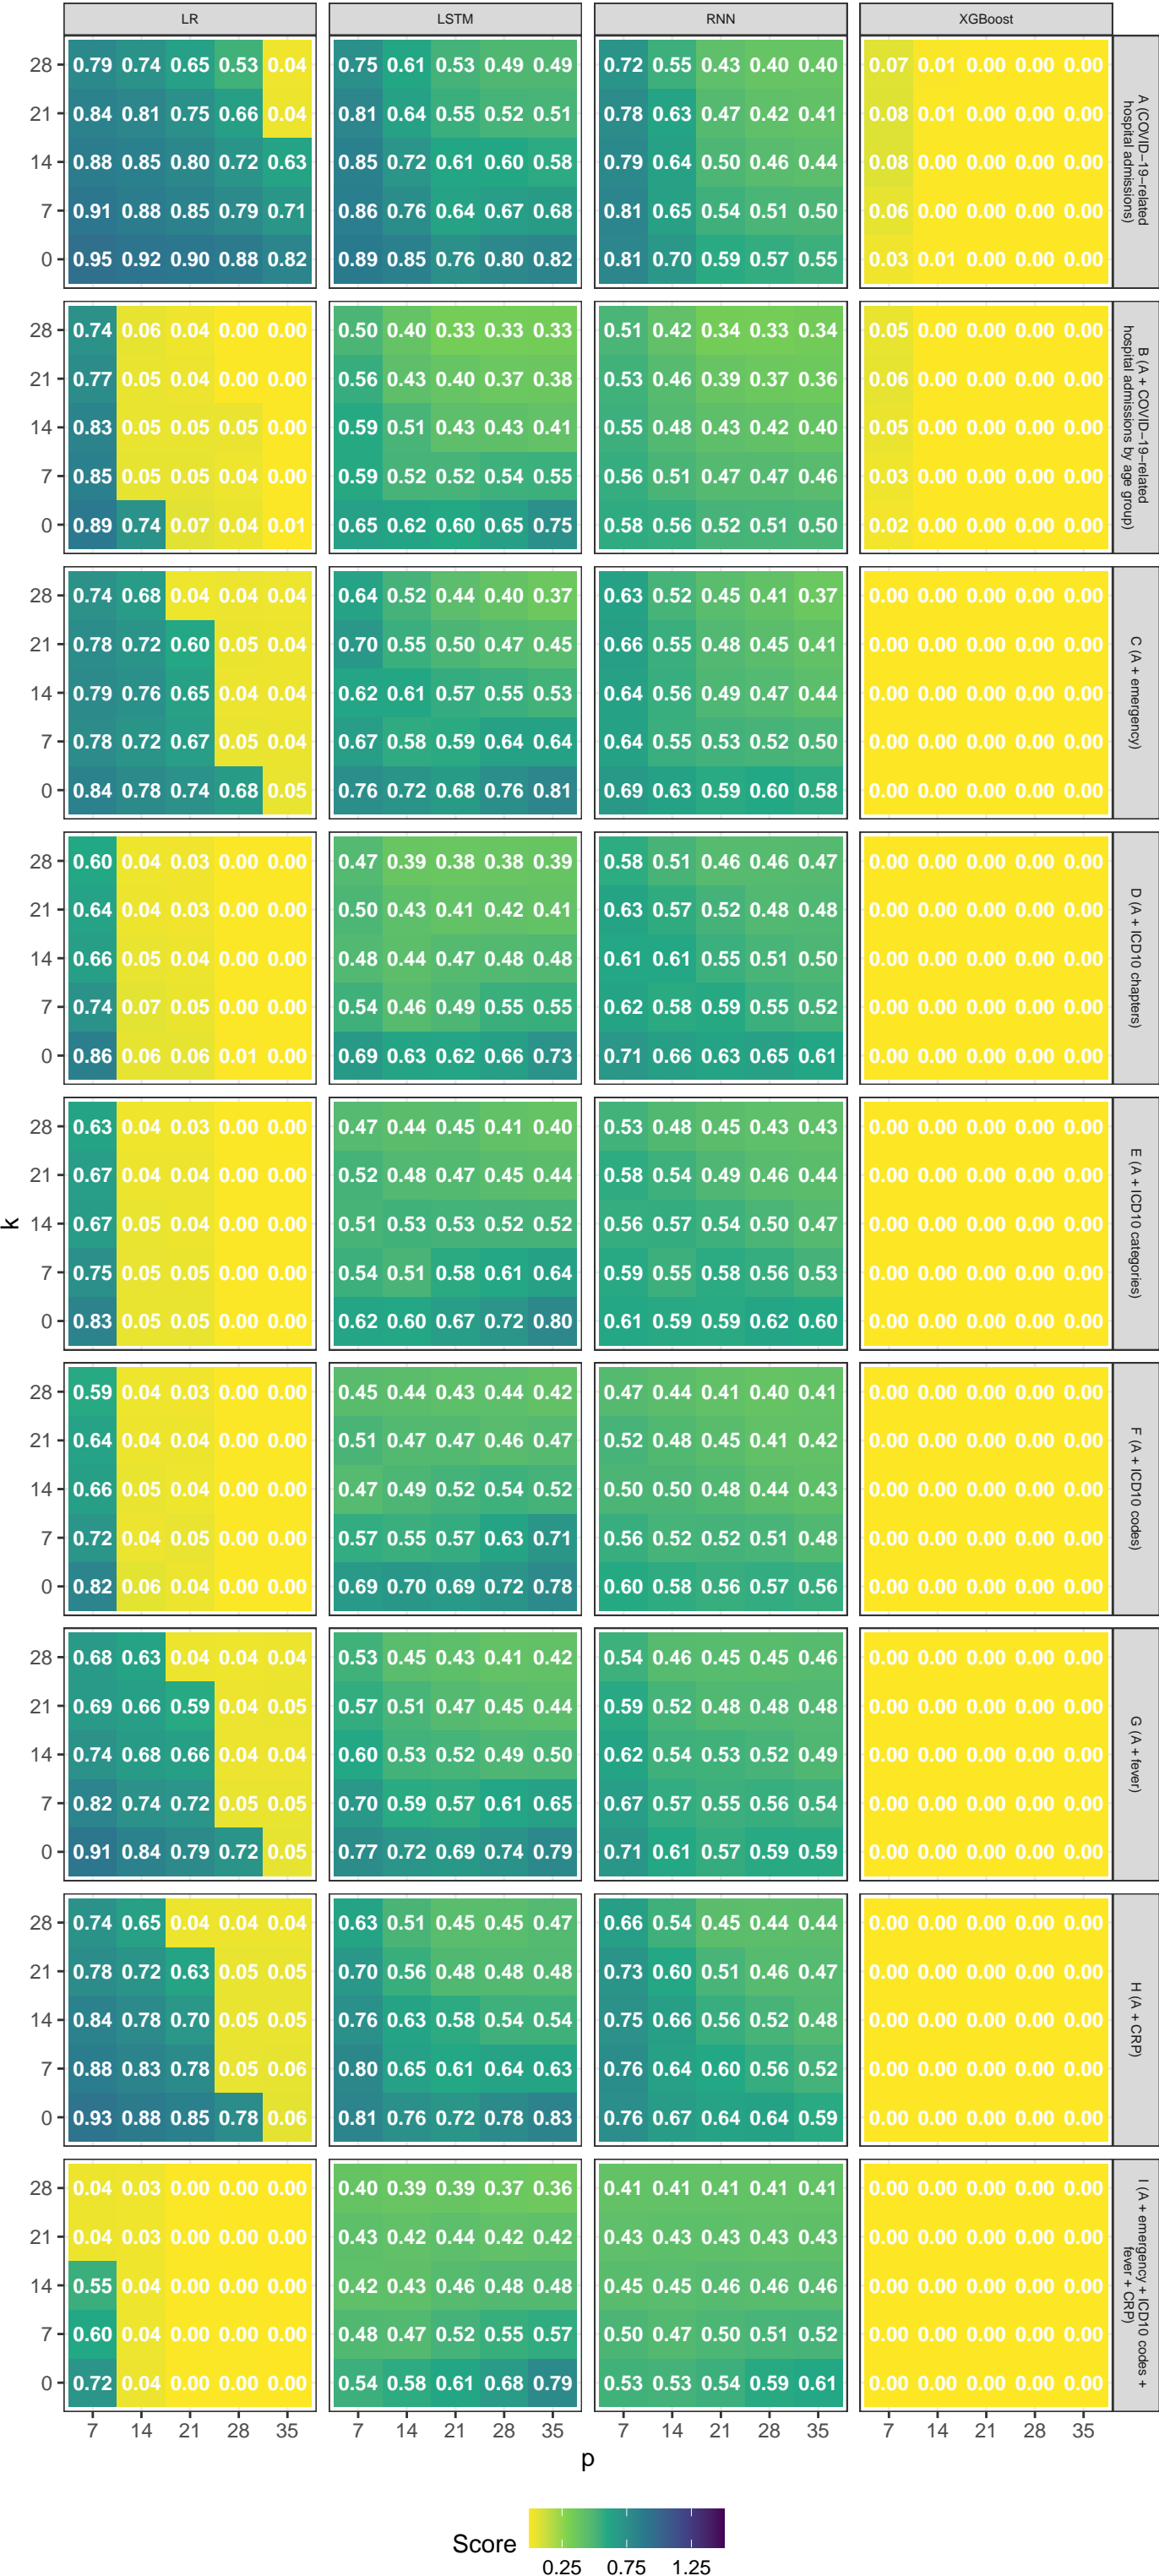 LR LSTM RNN XGBoost
28 0.79 0.74 0.65 0.53 0.04 0.75 0.61 0.53 0.49 0.49 0.72 0.55 0.43 0.40 0.40 0.07 0.01 0.00 0.00 0.00
21 0.84 0.81 0.75 0.66 0.04 0.81 0.64 0.55 0.52 0.51 0.78 0.63 0.47 0.42 0.41 0.08 0.01 0.00 0.00 0.00
14 0.88 0.85 0.80 0.72 0.63 0.85 0.72 0.61 0.60 0.58 0.79 0.64 0.50 0.46 0.44 0.08 0.00 0.00 0.00 0.00
7 0.91 0.88 0.85 0.79 0.71 0.86 0.76 0.64 0.67 0.68 0.81 0.65 0.54 0.51 0.50 0.06 0.00 0.00 0.00 0.00
0 0.95 0.92 0.90 0.88 0.82 0.89 0.85 0.76 0.80 0.82 0.81 0.70 0.59 0.57 0.55 0.03 0.01 0.00 0.00 0.00
A (COVID−19−related
hospital admissions)
28 0.74 0.06 0.04 0.00 0.00 0.50 0.40 0.33 0.33 0.33 0.51 0.42 0.34 0.33 0.34 0.05 0.00 0.00 0.00 0.00
21 0.77 0.05 0.04 0.00 0.00 0.56 0.43 0.40 0.37 0.38 0.53 0.46 0.39 0.37 0.36 0.06 0.00 0.00 0.00 0.00
14 0.83 0.05 0.05 0.05 0.00 0.59 0.51 0.43 0.43 0.41 0.55 0.48 0.43 0.42 0.40 0.05 0.00 0.00 0.00 0.00
7 0.85 0.05 0.05 0.04 0.00 0.59 0.52 0.52 0.54 0.55 0.56 0.51 0.47 0.47 0.46 0.03 0.00 0.00 0.00 0.00
0 0.89 0.74 0.07 0.04 0.01 0.65 0.62 0.60 0.65 0.75 0.58 0.56 0.52 0.51 0.50 0.02 0.00 0.00 0.00 0.00
B (A + COVID−19−related
hospital admissions by age group)
28 0.74 0.68 0.04 0.04 0.04 0.64 0.52 0.44 0.40 0.37 0.63 0.52 0.45 0.41 0.37 0.00 0.00 0.00 0.00 0.00
21 0.78 0.72 0.60 0.05 0.04 0.70 0.55 0.50 0.47 0.45 0.66 0.55 0.48 0.45 0.41 0.00 0.00 0.00 0.00 0.00
14 0.79 0.76 0.65 0.04 0.04 0.62 0.61 0.57 0.55 0.53 0.64 0.56 0.49 0.47 0.44 0.00 0.00 0.00 0.00 0.00
7 0.78 0.72 0.67 0.05 0.04 0.67 0.58 0.59 0.64 0.64 0.64 0.55 0.53 0.52 0.50 0.00 0.00 0.00 0.00 0.00
0 0.84 0.78 0.74 0.68 0.05 0.76 0.72 0.68 0.76 0.81 0.69 0.63 0.59 0.60 0.58 0.00 0.00 0.00 0.00 0.00
C (A + emergency)
28 0.60 0.04 0.03 0.00 0.00 0.47 0.39 0.38 0.38 0.39 0.58 0.51 0.46 0.46 0.47 0.00 0.00 0.00 0.00 0.00
21 0.64 0.04 0.03 0.00 0.00 0.50 0.43 0.41 0.42 0.41 0.63 0.57 0.52 0.48 0.48 0.00 0.00 0.00 0.00 0.00
14 0.66 0.05 0.04 0.00 0.00 0.48 0.44 0.47 0.48 0.48 0.61 0.61 0.55 0.51 0.50 0.00 0.00 0.00 0.00 0.00
7 0.74 0.07 0.05 0.00 0.00 0.54 0.46 0.49 0.55 0.55 0.62 0.58 0.59 0.55 0.52 0.00 0.00 0.00 0.00 0.00
0 0.86 0.06 0.06 0.01 0.00 0.69 0.63 0.62 0.66 0.73 0.71 0.66 0.63 0.65 0.61 0.00 0.00 0.00 0.00 0.00
D (A + ICD10 chapters)
k
28 0.63 0.04 0.03 0.00 0.00 0.47 0.44 0.45 0.41 0.40 0.53 0.48 0.45 0.43 0.43 0.00 0.00 0.00 0.00 0.00
21 0.67 0.04 0.04 0.00 0.00 0.52 0.48 0.47 0.45 0.44 0.58 0.54 0.49 0.46 0.44 0.00 0.00 0.00 0.00 0.00
14 0.67 0.05 0.04 0.00 0.00 0.51 0.53 0.53 0.52 0.52 0.56 0.57 0.54 0.50 0.47 0.00 0.00 0.00 0.00 0.00
7 0.75 0.05 0.05 0.00 0.00 0.54 0.51 0.58 0.61 0.64 0.59 0.55 0.58 0.56 0.53 0.00 0.00 0.00 0.00 0.00
0 0.83 0.05 0.05 0.00 0.00 0.62 0.60 0.67 0.72 0.80 0.61 0.59 0.59 0.62 0.60 0.00 0.00 0.00 0.00 0.00
E (A + ICD10 categories)
28 0.59 0.04 0.03 0.00 0.00 0.45 0.44 0.43 0.44 0.42 0.47 0.44 0.41 0.40 0.41 0.00 0.00 0.00 0.00 0.00
21 0.64 0.04 0.04 0.00 0.00 0.51 0.47 0.47 0.46 0.47 0.52 0.48 0.45 0.41 0.42 0.00 0.00 0.00 0.00 0.00
14 0.66 0.05 0.04 0.00 0.00 0.47 0.49 0.52 0.54 0.52 0.50 0.50 0.48 0.44 0.43 0.00 0.00 0.00 0.00 0.00
7 0.72 0.04 0.05 0.00 0.00 0.57 0.55 0.57 0.63 0.71 0.56 0.52 0.52 0.51 0.48 0.00 0.00 0.00 0.00 0.00
0 0.82 0.06 0.04 0.00 0.00 0.69 0.70 0.69 0.72 0.78 0.60 0.58 0.56 0.57 0.56 0.00 0.00 0.00 0.00 0.00
F (A + ICD10 codes)
28 0.68 0.63 0.04 0.04 0.04 0.53 0.45 0.43 0.41 0.42 0.54 0.46 0.45 0.45 0.46 0.00 0.00 0.00 0.00 0.00
21 0.69 0.66 0.59 0.04 0.05 0.57 0.51 0.47 0.45 0.44 0.59 0.52 0.48 0.48 0.48 0.00 0.00 0.00 0.00 0.00
14 0.74 0.68 0.66 0.04 0.04 0.60 0.53 0.52 0.49 0.50 0.62 0.54 0.53 0.52 0.49 0.00 0.00 0.00 0.00 0.00
7 0.82 0.74 0.72 0.05 0.05 0.70 0.59 0.57 0.61 0.65 0.67 0.57 0.55 0.56 0.54 0.00 0.00 0.00 0.00 0.00
0 0.91 0.84 0.79 0.72 0.05 0.77 0.72 0.69 0.74 0.79 0.71 0.61 0.57 0.59 0.59 0.00 0.00 0.00 0.00 0.00
G (A + fever)
28 0.74 0.65 0.04 0.04 0.04 0.63 0.51 0.45 0.45 0.47 0.66 0.54 0.45 0.44 0.44 0.00 0.00 0.00 0.00 0.00
21 0.78 0.72 0.63 0.05 0.05 0.70 0.56 0.48 0.48 0.48 0.73 0.60 0.51 0.46 0.47 0.00 0.00 0.00 0.00 0.00
14 0.84 0.78 0.70 0.05 0.05 0.76 0.63 0.58 0.54 0.54 0.75 0.66 0.56 0.52 0.48 0.00 0.00 0.00 0.00 0.00
7 0.88 0.83 0.78 0.05 0.06 0.80 0.65 0.61 0.64 0.63 0.76 0.64 0.60 0.56 0.52 0.00 0.00 0.00 0.00 0.00
0 0.93 0.88 0.85 0.78 0.06 0.81 0.76 0.72 0.78 0.83 0.76 0.67 0.64 0.64 0.59 0.00 0.00 0.00 0.00 0.00
H (A + CRP)
28 0.04 0.03 0.00 0.00 0.00 0.40 0.39 0.39 0.37 0.36 0.41 0.41 0.41 0.41 0.41 0.00 0.00 0.00 0.00 0.00
21 0.04 0.03 0.00 0.00 0.00 0.43 0.42 0.44 0.42 0.42 0.43 0.43 0.43 0.43 0.43 0.00 0.00 0.00 0.00 0.00
14 0.55 0.04 0.00 0.00 0.00 0.42 0.43 0.46 0.48 0.48 0.45 0.45 0.46 0.46 0.46 0.00 0.00 0.00 0.00 0.00
7 0.60 0.04 0.00 0.00 0.00 0.48 0.47 0.52 0.55 0.57 0.50 0.47 0.50 0.51 0.52 0.00 0.00 0.00 0.00 0.00
0 0.72 0.04 0.00 0.00 0.00 0.54 0.58 0.61 0.68 0.79 0.53 0.53 0.54 0.59 0.61 0.00 0.00 0.00 0.00 0.00
I (A + emergency + ICD10 codes +
fever + CRP)
7 14 21 28 35 7 14 21 28 35 7 14 21 28 35 7 14 21 28 35
p
Score
0.25 0.75 1.25